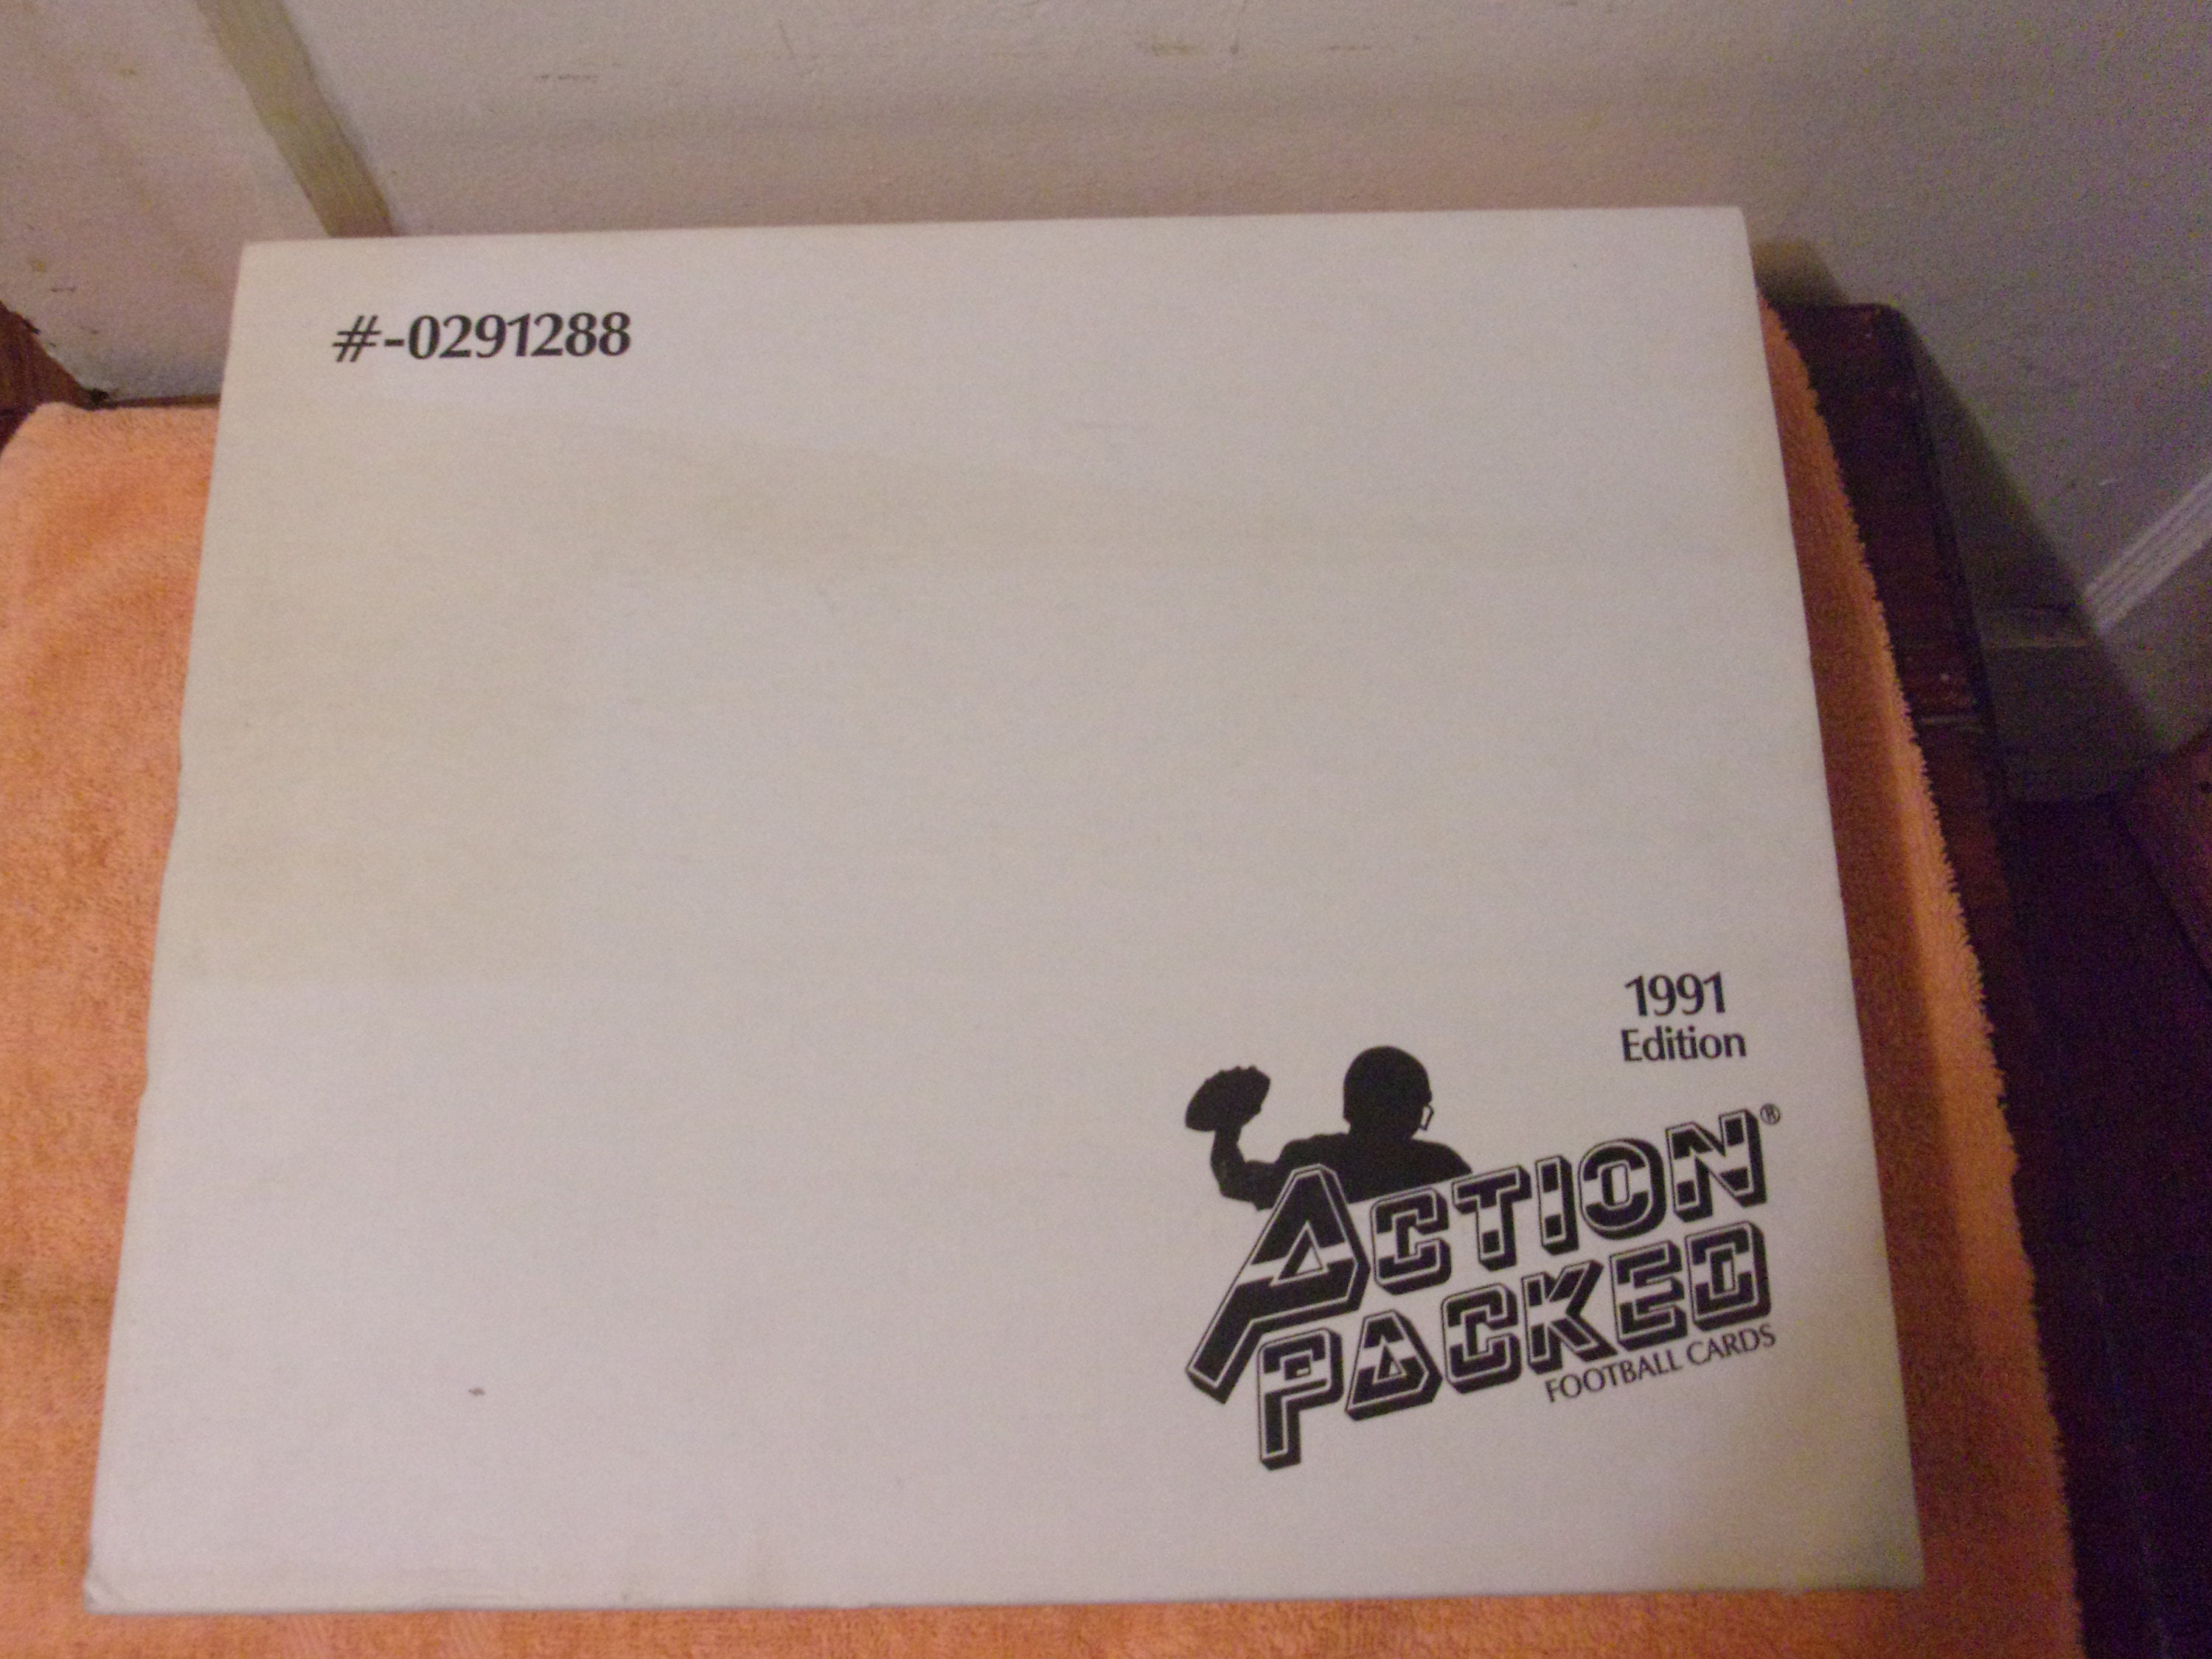 #-0291288
1991
Edition
ACTION®
PACKED
FOOTBALL CARDS